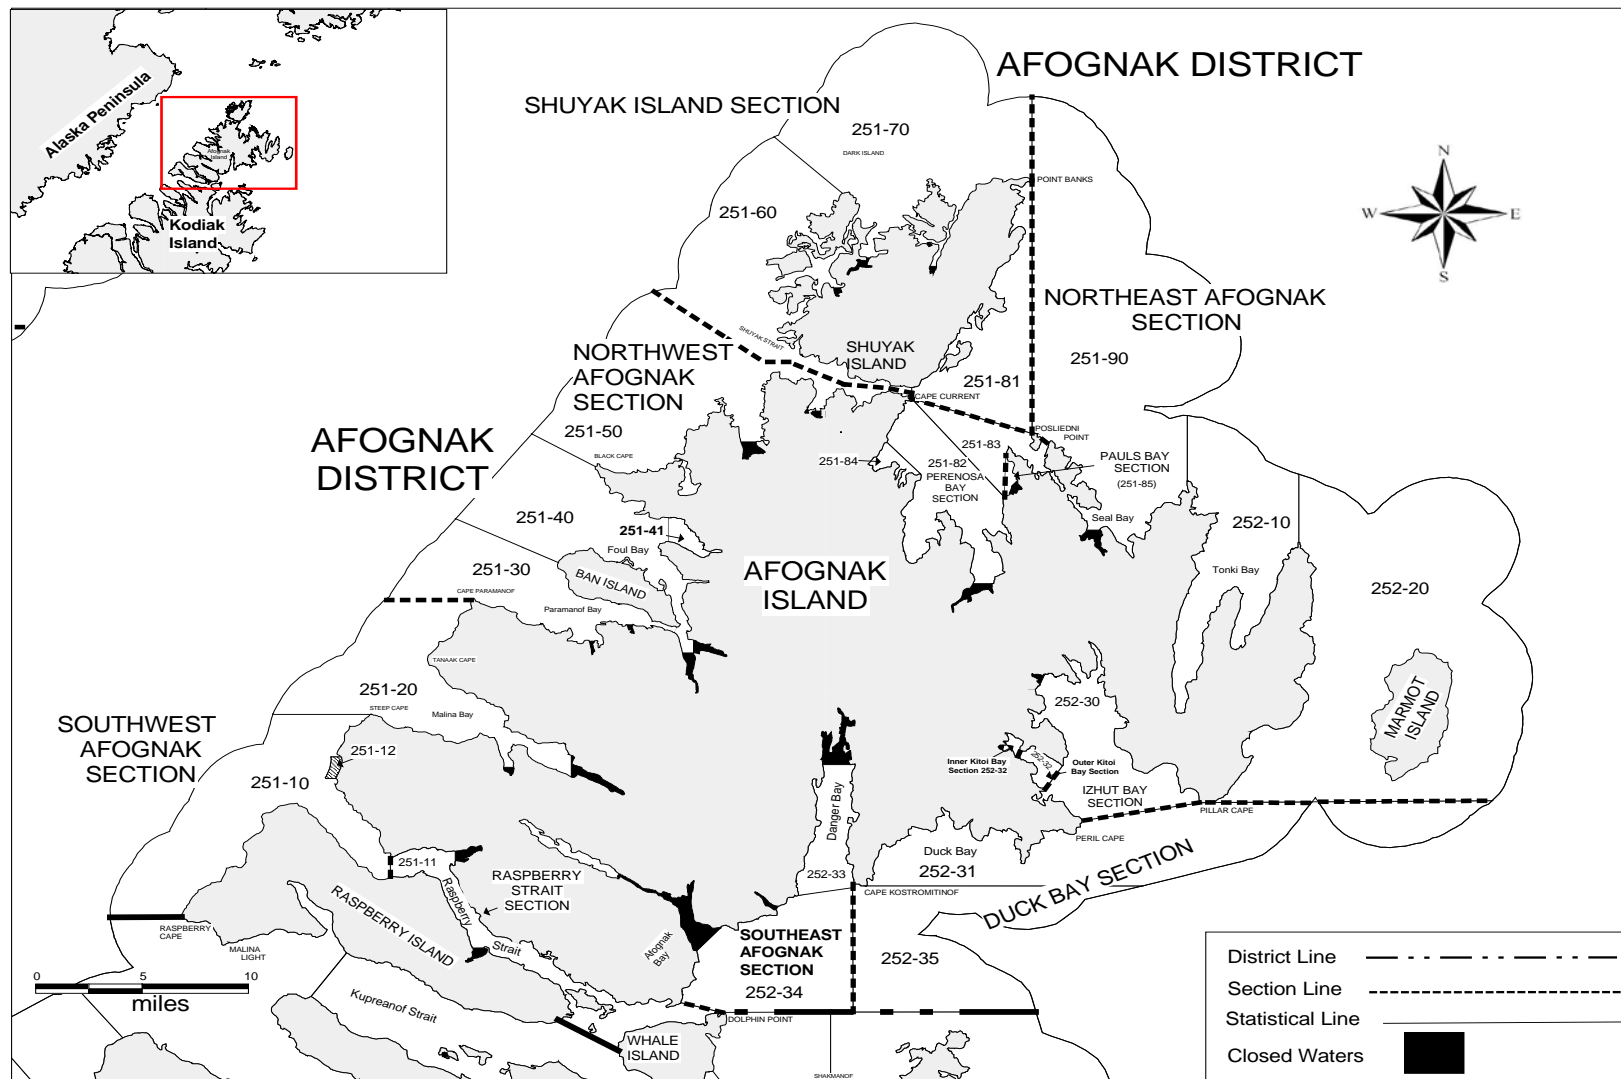 Alaska Peninsula
Afognak
Island
Kodiak
Island
AFOGNAK DISTRICT
SHUYAK ISLAND SECTION
251-70
DARK ISLAND
POINT BANKS
251-60
N
W
E
S
NORTHEAST AFOGNAK
SECTION
251-90
SHUYAK STRAIT
SHUYAK
ISLAND
NORTHWEST
AFOGNAK
SECTION
251-81
CAPE CURRENT
251-50
BLACK CAPE
POSLIEDNI
POINT
251-83
251-84
251-82
PERENOSA
BAY
SECTION
PAULS BAY
SECTION
(251-85)
AFOGNAK
DISTRICT
251-40
251-41
Foul Bay
Seal Bay
252-10
251-30
CAPE PARAMANOF
BAN ISLAND
Paramanof Bay
AFOGNAK
ISLAND
Tonki Bay
252-20
TANAAK CAPE
251-20
STEEP CAPE
Malina Bay
252-30
MARMOT
ISLAND
SOUTHWEST
AFOGNAK
SECTION
251-12
251-10
Inner Kitoi Bay
Section 252-32
252-32
Outer Kitoi
Bay Section
IZHUT BAY
SECTION
PILLAR CAPE
PERIL CAPE
Danger Bay
Duck Bay
252-31
251-11
252-33
CAPE KOSTROMITINOF
DUCK BAY SECTION
Raspberry
Strait
RASPBERRY
STRAIT
SECTION
RASPBERRY ISLAND
RASPBERRY
CAPE
MALINA
LIGHT
Afognak
Bay
SOUTHEAST
AFOGNAK
SECTION
252-34
252-35
0 5 10
miles
Kupreanof Strait
DOLPHIN POINT
WHALE
ISLAND
SHAKMANOF
District Line
Section Line
Statistical Line
Closed Waters